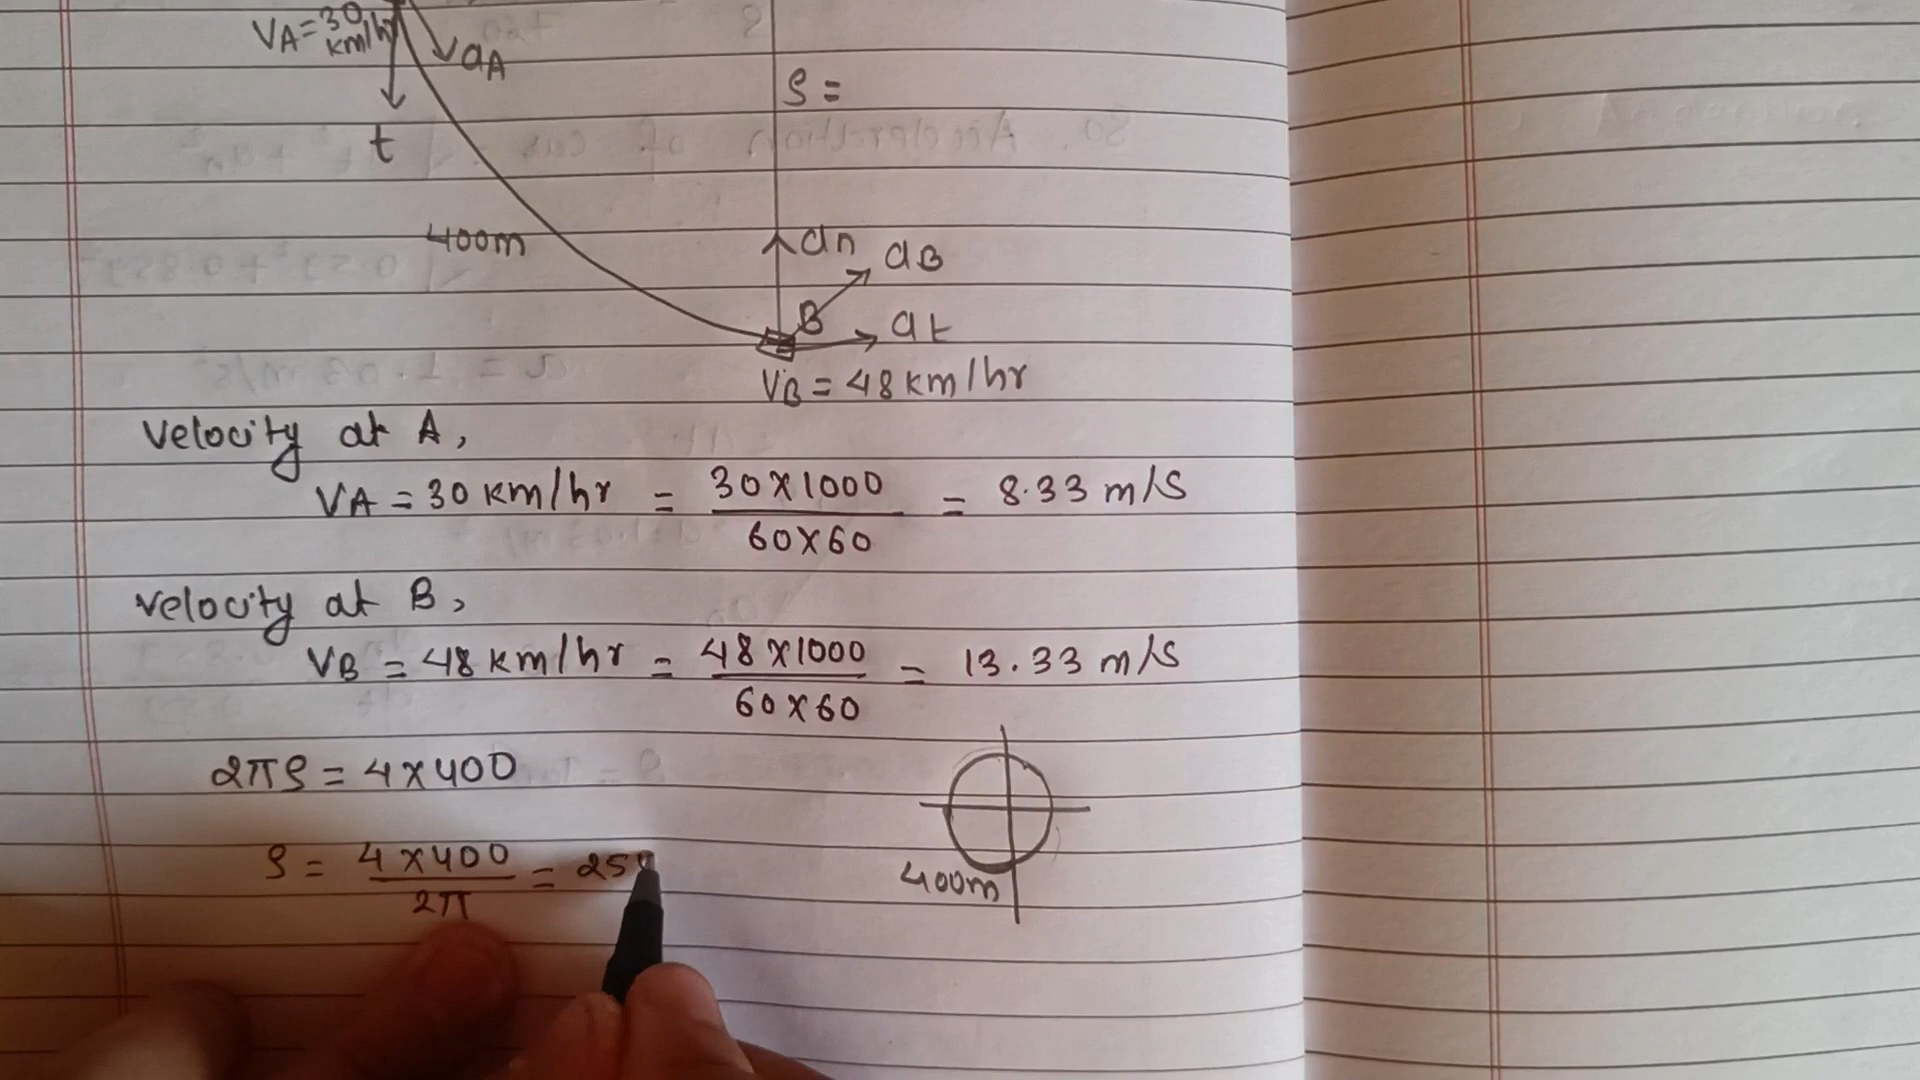 VA = 30 km/hr
aA
t
ρ =
400m
an
aB
B
at
VB = 48 km/hr
Velocity at A,
VA = 30 km/hr = 30×1000 / 60×60 = 8.33 m/s
Velocity at B,
VB = 48 km/hr = 48×1000 / 60×60 = 13.33 m/s
2πρ = 4×400
ρ = 4×400 / 2π = 25
400m